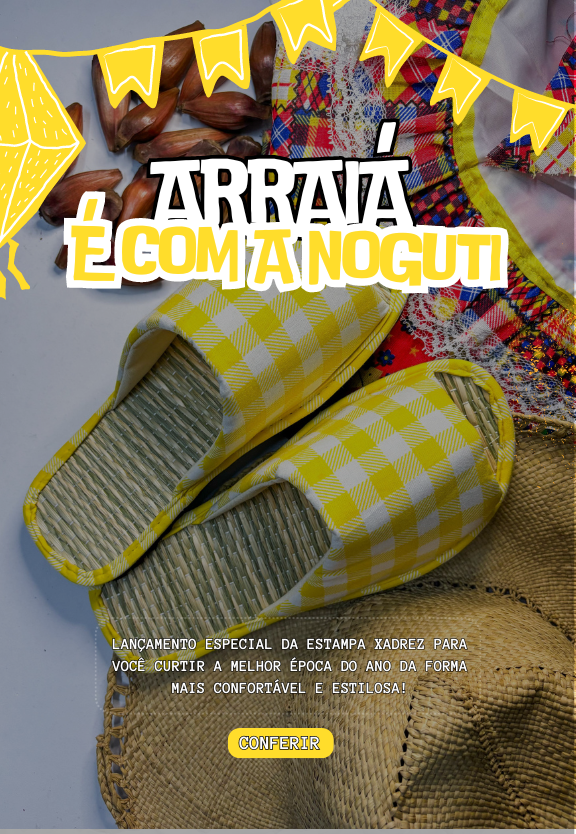 ARRAIÁ
É COM A NOGUTI
LANÇAMENTO ESPECIAL DA ESTAMPA XADREZ PARA
VOCÊ CURTIR A MELHOR ÉPOCA DO ANO DA FORMA
MAIS CONFORTÁVEL E ESTILOSA!
CONFERIR